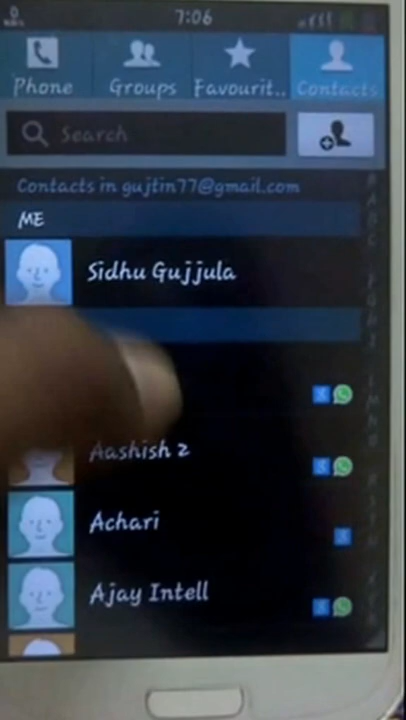 7:06
Phone Groups Favourit.. Contacts
Search
Contacts in gujtin77@gmail.com
ME
Sidhu Gujjula
Aashish 2
Achari
Ajay Intell